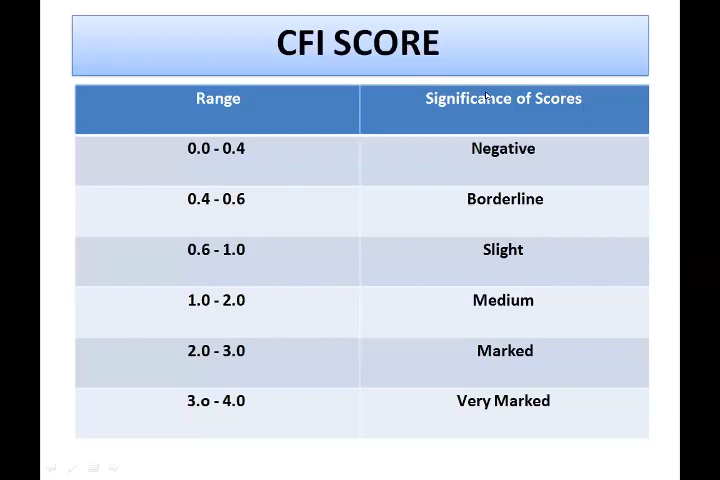 CFI SCORE
Range Significance of Scores
0.0 - 0.4 Negative
0.4 - 0.6 Borderline
0.6 - 1.0 Slight
1.0 - 2.0 Medium
2.0 - 3.0 Marked
3.o - 4.0 Very Marked